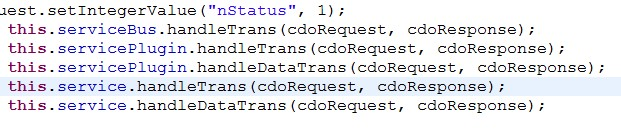 uest.setIntegerValue("nStatus", 1);
this.serviceBus.handleTrans(cdoRequest, cdoResponse);
this.servicePlugin.handleTrans(cdoRequest, cdoResponse);
this.servicePlugin.handleDataTrans(cdoRequest, cdoResponse);
this.service.handleTrans(cdoRequest, cdoResponse);
this.service.handleDataTrans(cdoRequest, cdoResponse);